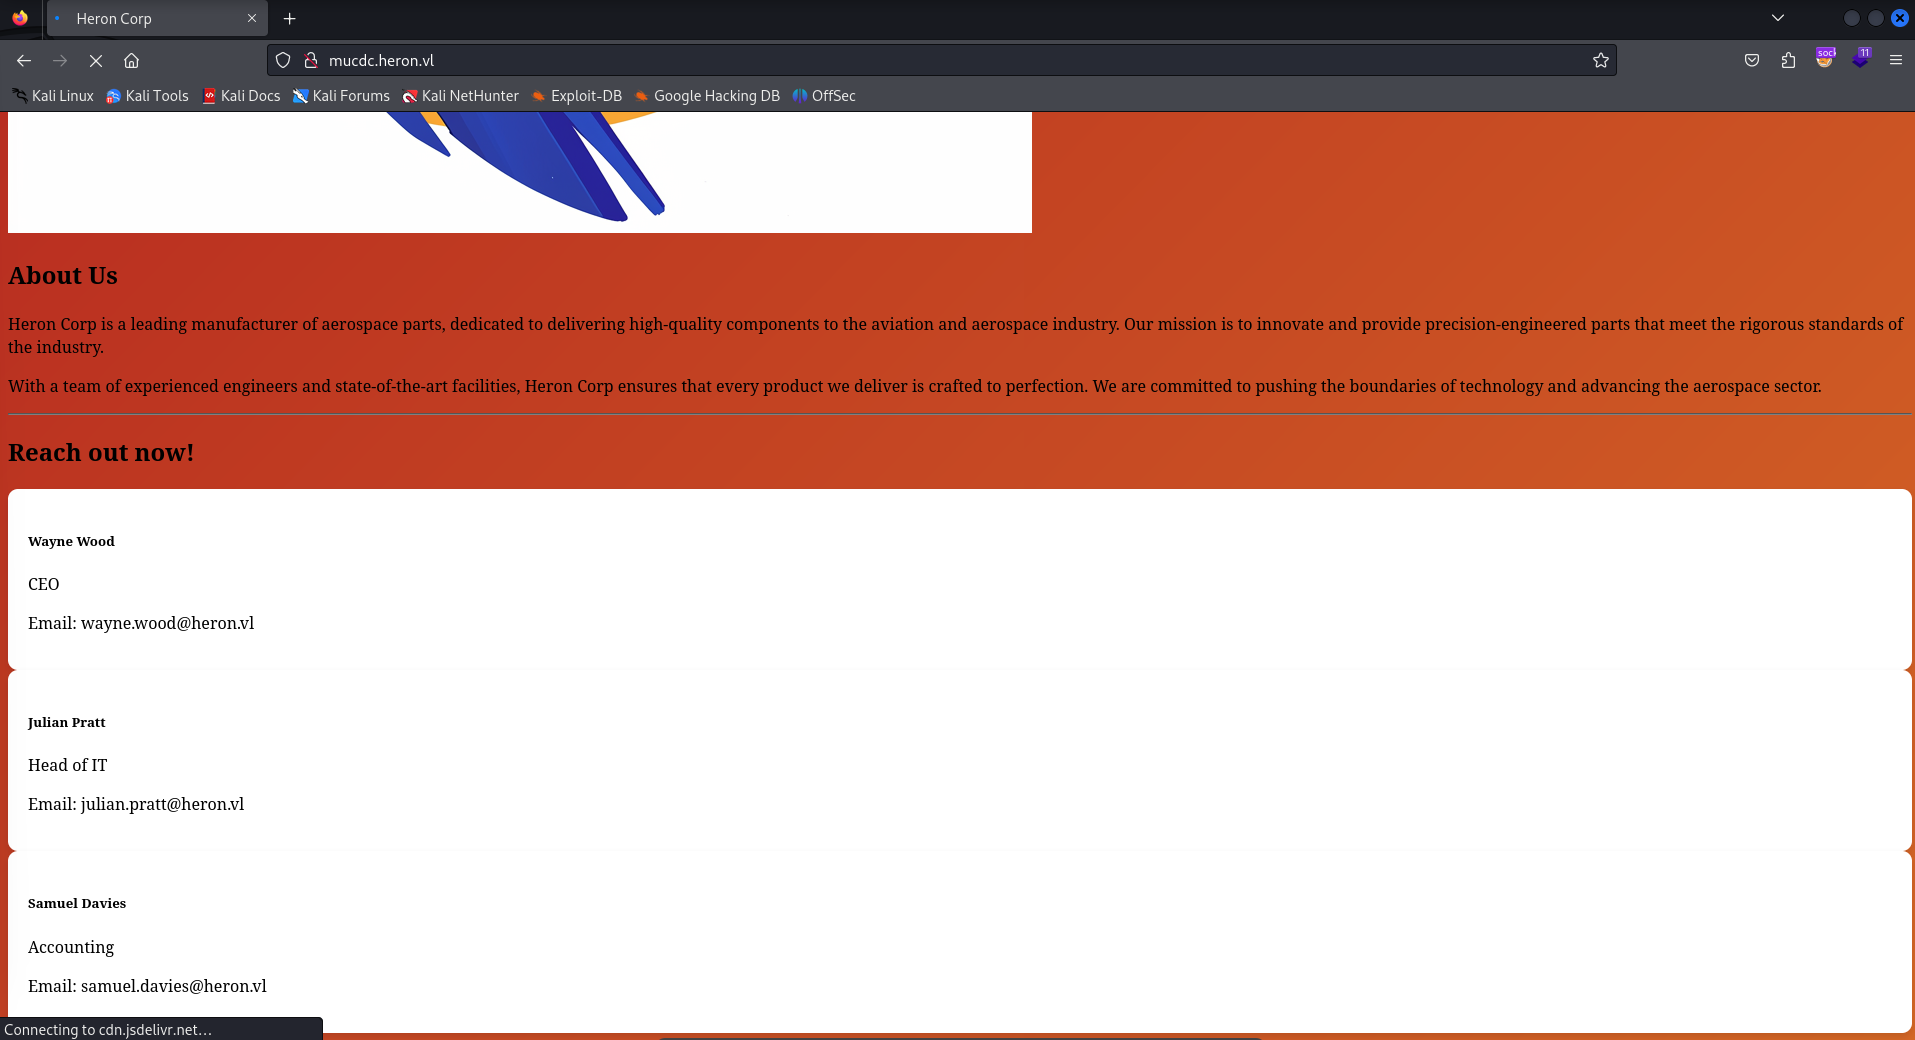 Heron Corp
mucdc.heron.vl
soc
11
Kali Linux Kali Tools Kali Docs Kali Forums Kali NetHunter Exploit-DB Google Hacking DB OffSec
About Us
Heron Corp is a leading manufacturer of aerospace parts, dedicated to delivering high-quality components to the aviation and aerospace industry. Our mission is to innovate and provide precision-engineered parts that meet the rigorous standards of
the industry.
With a team of experienced engineers and state-of-the-art facilities, Heron Corp ensures that every product we deliver is crafted to perfection. We are committed to pushing the boundaries of technology and advancing the aerospace sector.
Reach out now!
Wayne Wood
CEO
Email: wayne.wood@heron.vl
Julian Pratt
Head of IT
Email: julian.pratt@heron.vl
Samuel Davies
Accounting
Email: samuel.davies@heron.vl
Connecting to cdn.jsdelivr.net…